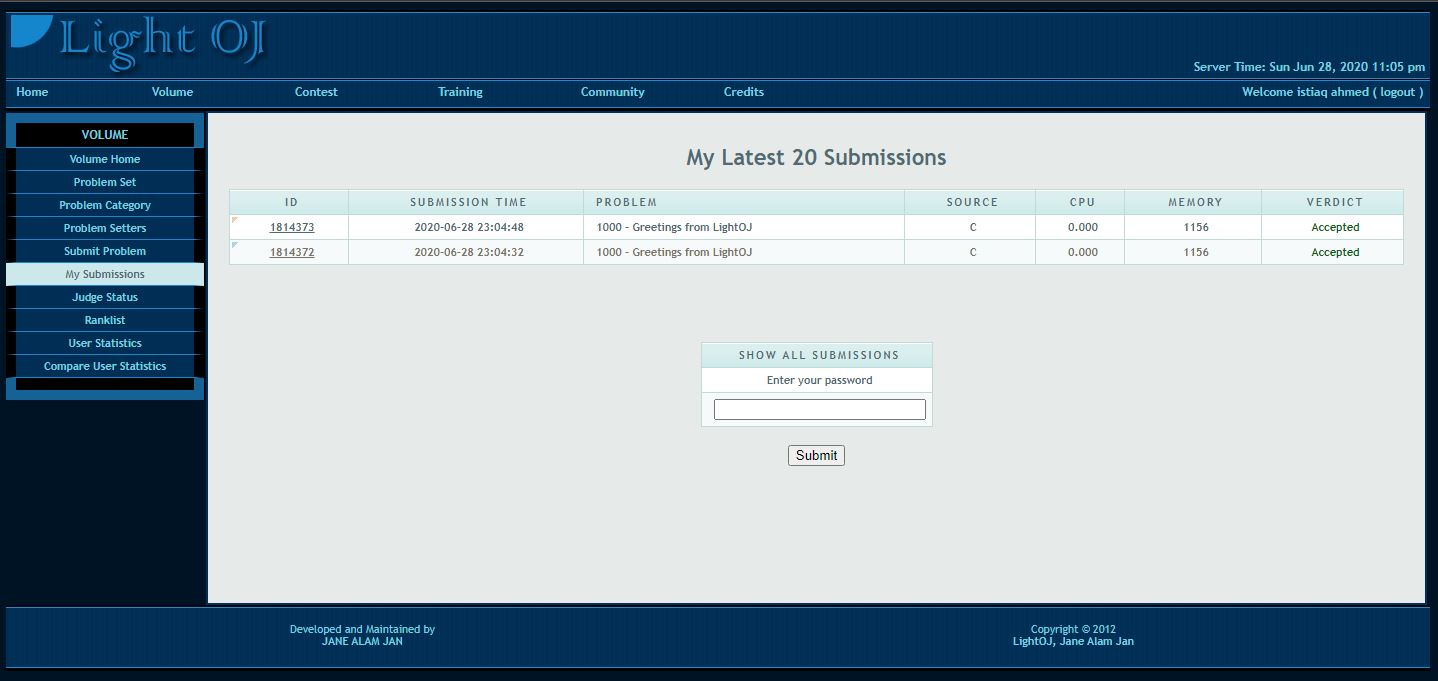 Light OJ
Server Time: Sun Jun 28, 2020 11:05 pm
Home Volume Contest Training Community Credits Welcome istiaq ahmed ( logout )
VOLUME
Volume Home
Problem Set
Problem Category
Problem Setters
Submit Problem
My Submissions
Judge Status
Ranklist
User Statistics
Compare User Statistics
My Latest 20 Submissions
ID SUBMISSION TIME PROBLEM SOURCE CPU MEMORY VERDICT
1814373 2020-06-28 23:04:48 1000 - Greetings from LightOJ C 0.000 1156 Accepted
1814372 2020-06-28 23:04:32 1000 - Greetings from LightOJ C 0.000 1156 Accepted
SHOW ALL SUBMISSIONS
Enter your password
Submit
Developed and Maintained by
JANE ALAM JAN
Copyright © 2012
LightOJ, Jane Alam Jan